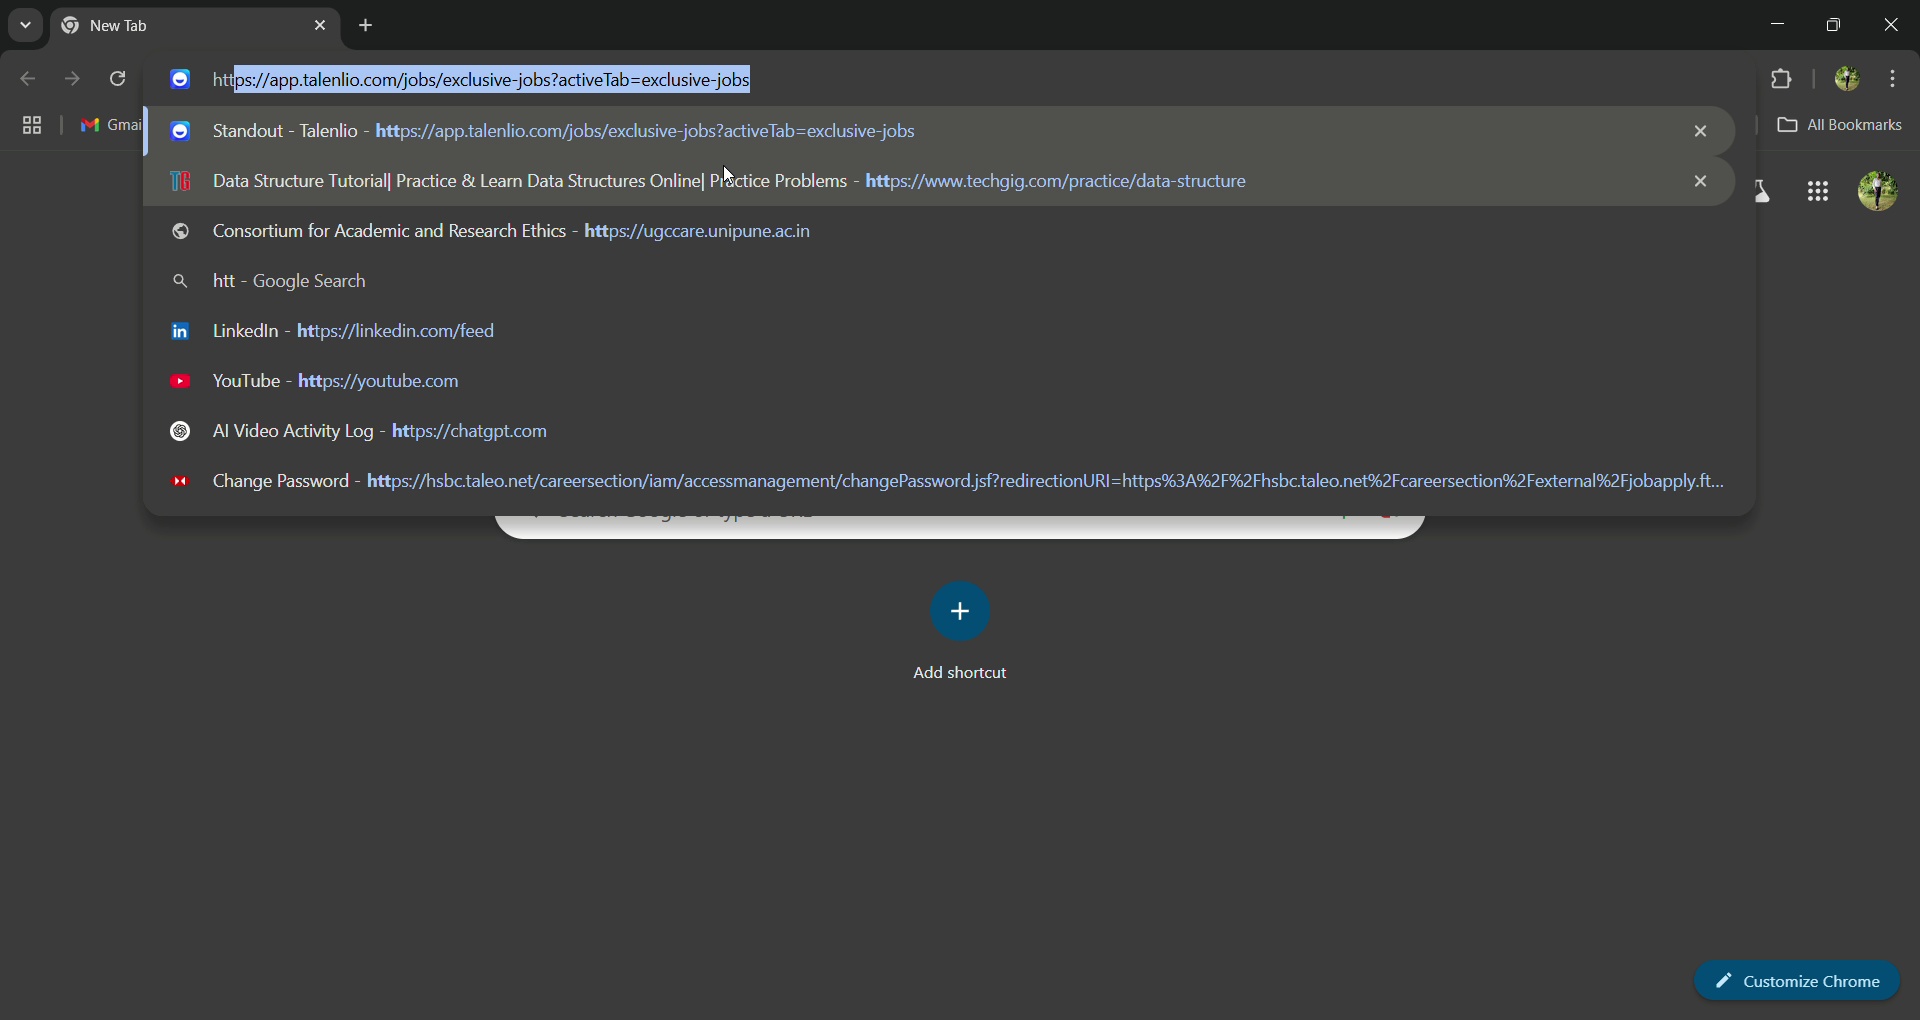 New Tab
https://app.talenlio.com/jobs/exclusive-jobs?activeTab=exclusive-jobs
Gmai
All Bookmarks
Standout - Talenlio - https://app.talenlio.com/jobs/exclusive-jobs?activeTab=exclusive-jobs
Data Structure Tutorial| Practice & Learn Data Structures Online| Practice Problems - https://www.techgig.com/practice/data-structure
Consortium for Academic and Research Ethics - https://ugccare.unipune.ac.in
htt - Google Search
LinkedIn - https://linkedin.com/feed
YouTube - https://youtube.com
AI Video Activity Log - https://chatgpt.com
Change Password - https://hsbc.taleo.net/careersection/iam/accessmanagement/changePassword.jsf?redirectionURI=https%3A%2F%2Fhsbc.taleo.net%2Fcareersection%2Fexternal%2Fjobapply.ft...
Add shortcut
Customize Chrome